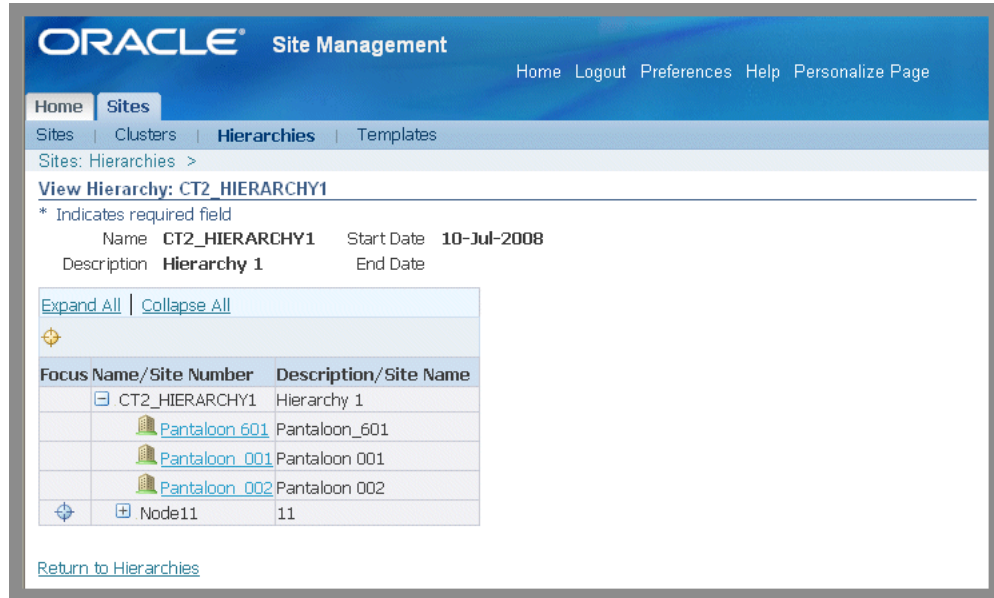 ORACLE® Site Management
Home Logout Preferences Help Personalize Page
Home Sites
Sites | Clusters | Hierarchies | Templates
Sites: Hierarchies >
View Hierarchy: CT2_HIERARCHY1
* Indicates required field
Name CT2_HIERARCHY1 Start Date 10-Jul-2008
Description Hierarchy 1 End Date
Expand All | Collapse All
Focus Name/Site Number Description/Site Name
CT2_HIERARCHY1 Hierarchy 1
Pantaloon 601 Pantaloon_601
Pantaloon_001 Pantaloon 001
Pantaloon_002 Pantaloon 002
Node11 11
Return to Hierarchies